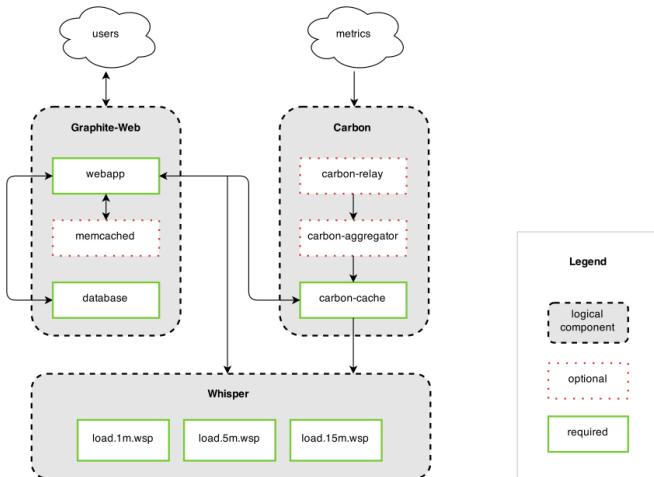 users
metrics
Graphite-Web
Carbon
webapp
carbon-relay
memcached
carbon-aggregator
database
carbon-cache
Whisper
load.1m.wsp
load.5m.wsp
load.15m.wsp
Legend
logical
component
optional
required